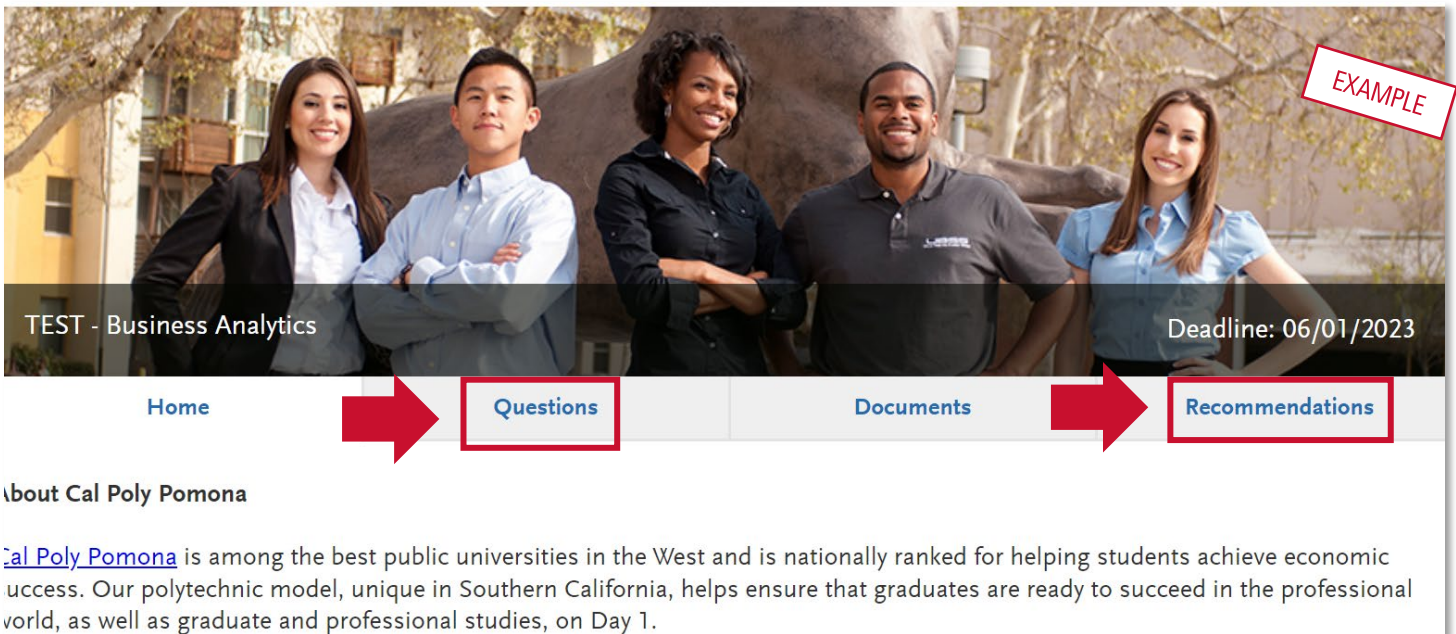 EXAMPLE
TEST - Business Analytics
Deadline: 06/01/2023
Home
Questions
Documents
Recommendations
About Cal Poly Pomona
Cal Poly Pomona is among the best public universities in the West and is nationally ranked for helping students achieve economic
success. Our polytechnic model, unique in Southern California, helps ensure that graduates are ready to succeed in the professional
world, as well as graduate and professional studies, on Day 1.